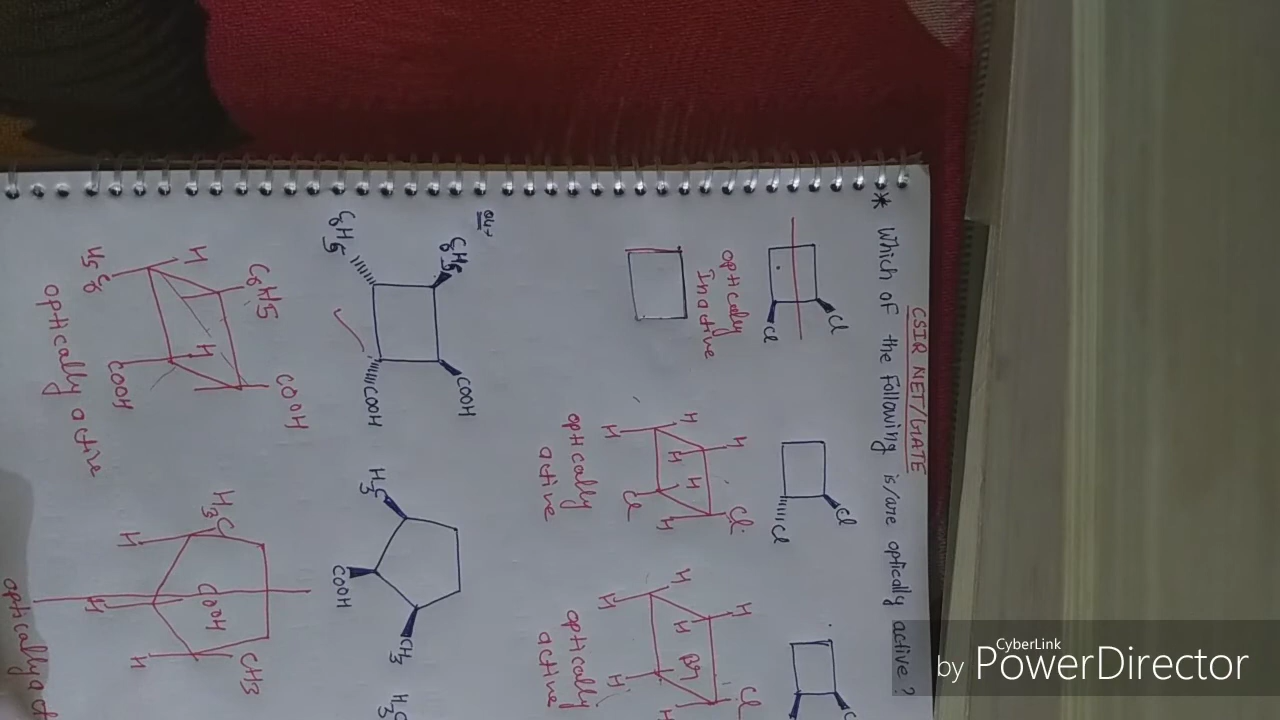 CSIR NET/GATE
* Which of the Following is/are optically active ?
Cl
Cl
Cl
Cl
optically
Inactive
H
H
H
H
H
Cl
Cl
optically
active
H
H
H
H
H
Br
Cl
optically
active
C6H5
COOH
C6H5
COOH
H3C
COOH
CH3
H3C
C6H5
COOH
H
H
H5C6
COOH
optically active
H3C
CH3
COOH
H
H
H
CyberLink
by PowerDirector